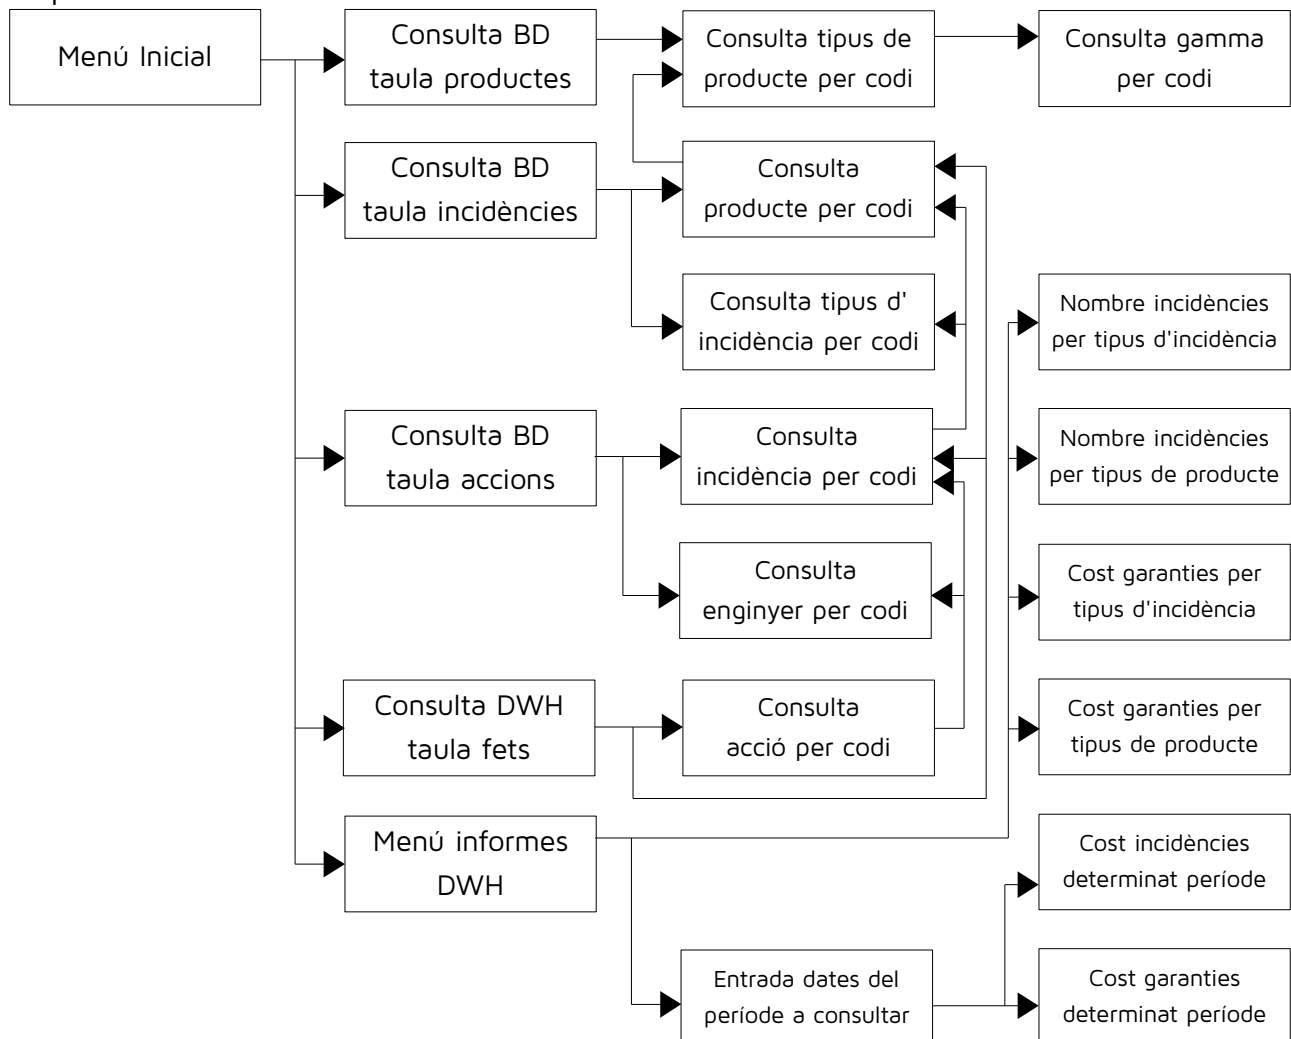 Menú Inicial
Consulta BD
taula productes
Consulta tipus de
producte per codi
Consulta gamma
per codi
Consulta BD
taula incidències
Consulta
producte per codi
Consulta tipus d'
incidència per codi
Nombre incidències
per tipus d'incidència
Consulta BD
taula accions
Consulta
incidència per codi
Nombre incidències
per tipus de producte
Consulta
enginyer per codi
Cost garanties per
tipus d'incidència
Consulta DWH
taula fets
Consulta
acció per codi
Cost garanties per
tipus de producte
Menú informes
DWH
Cost incidències
determinat període
Entrada dates del
període a consultar
Cost garanties
determinat període